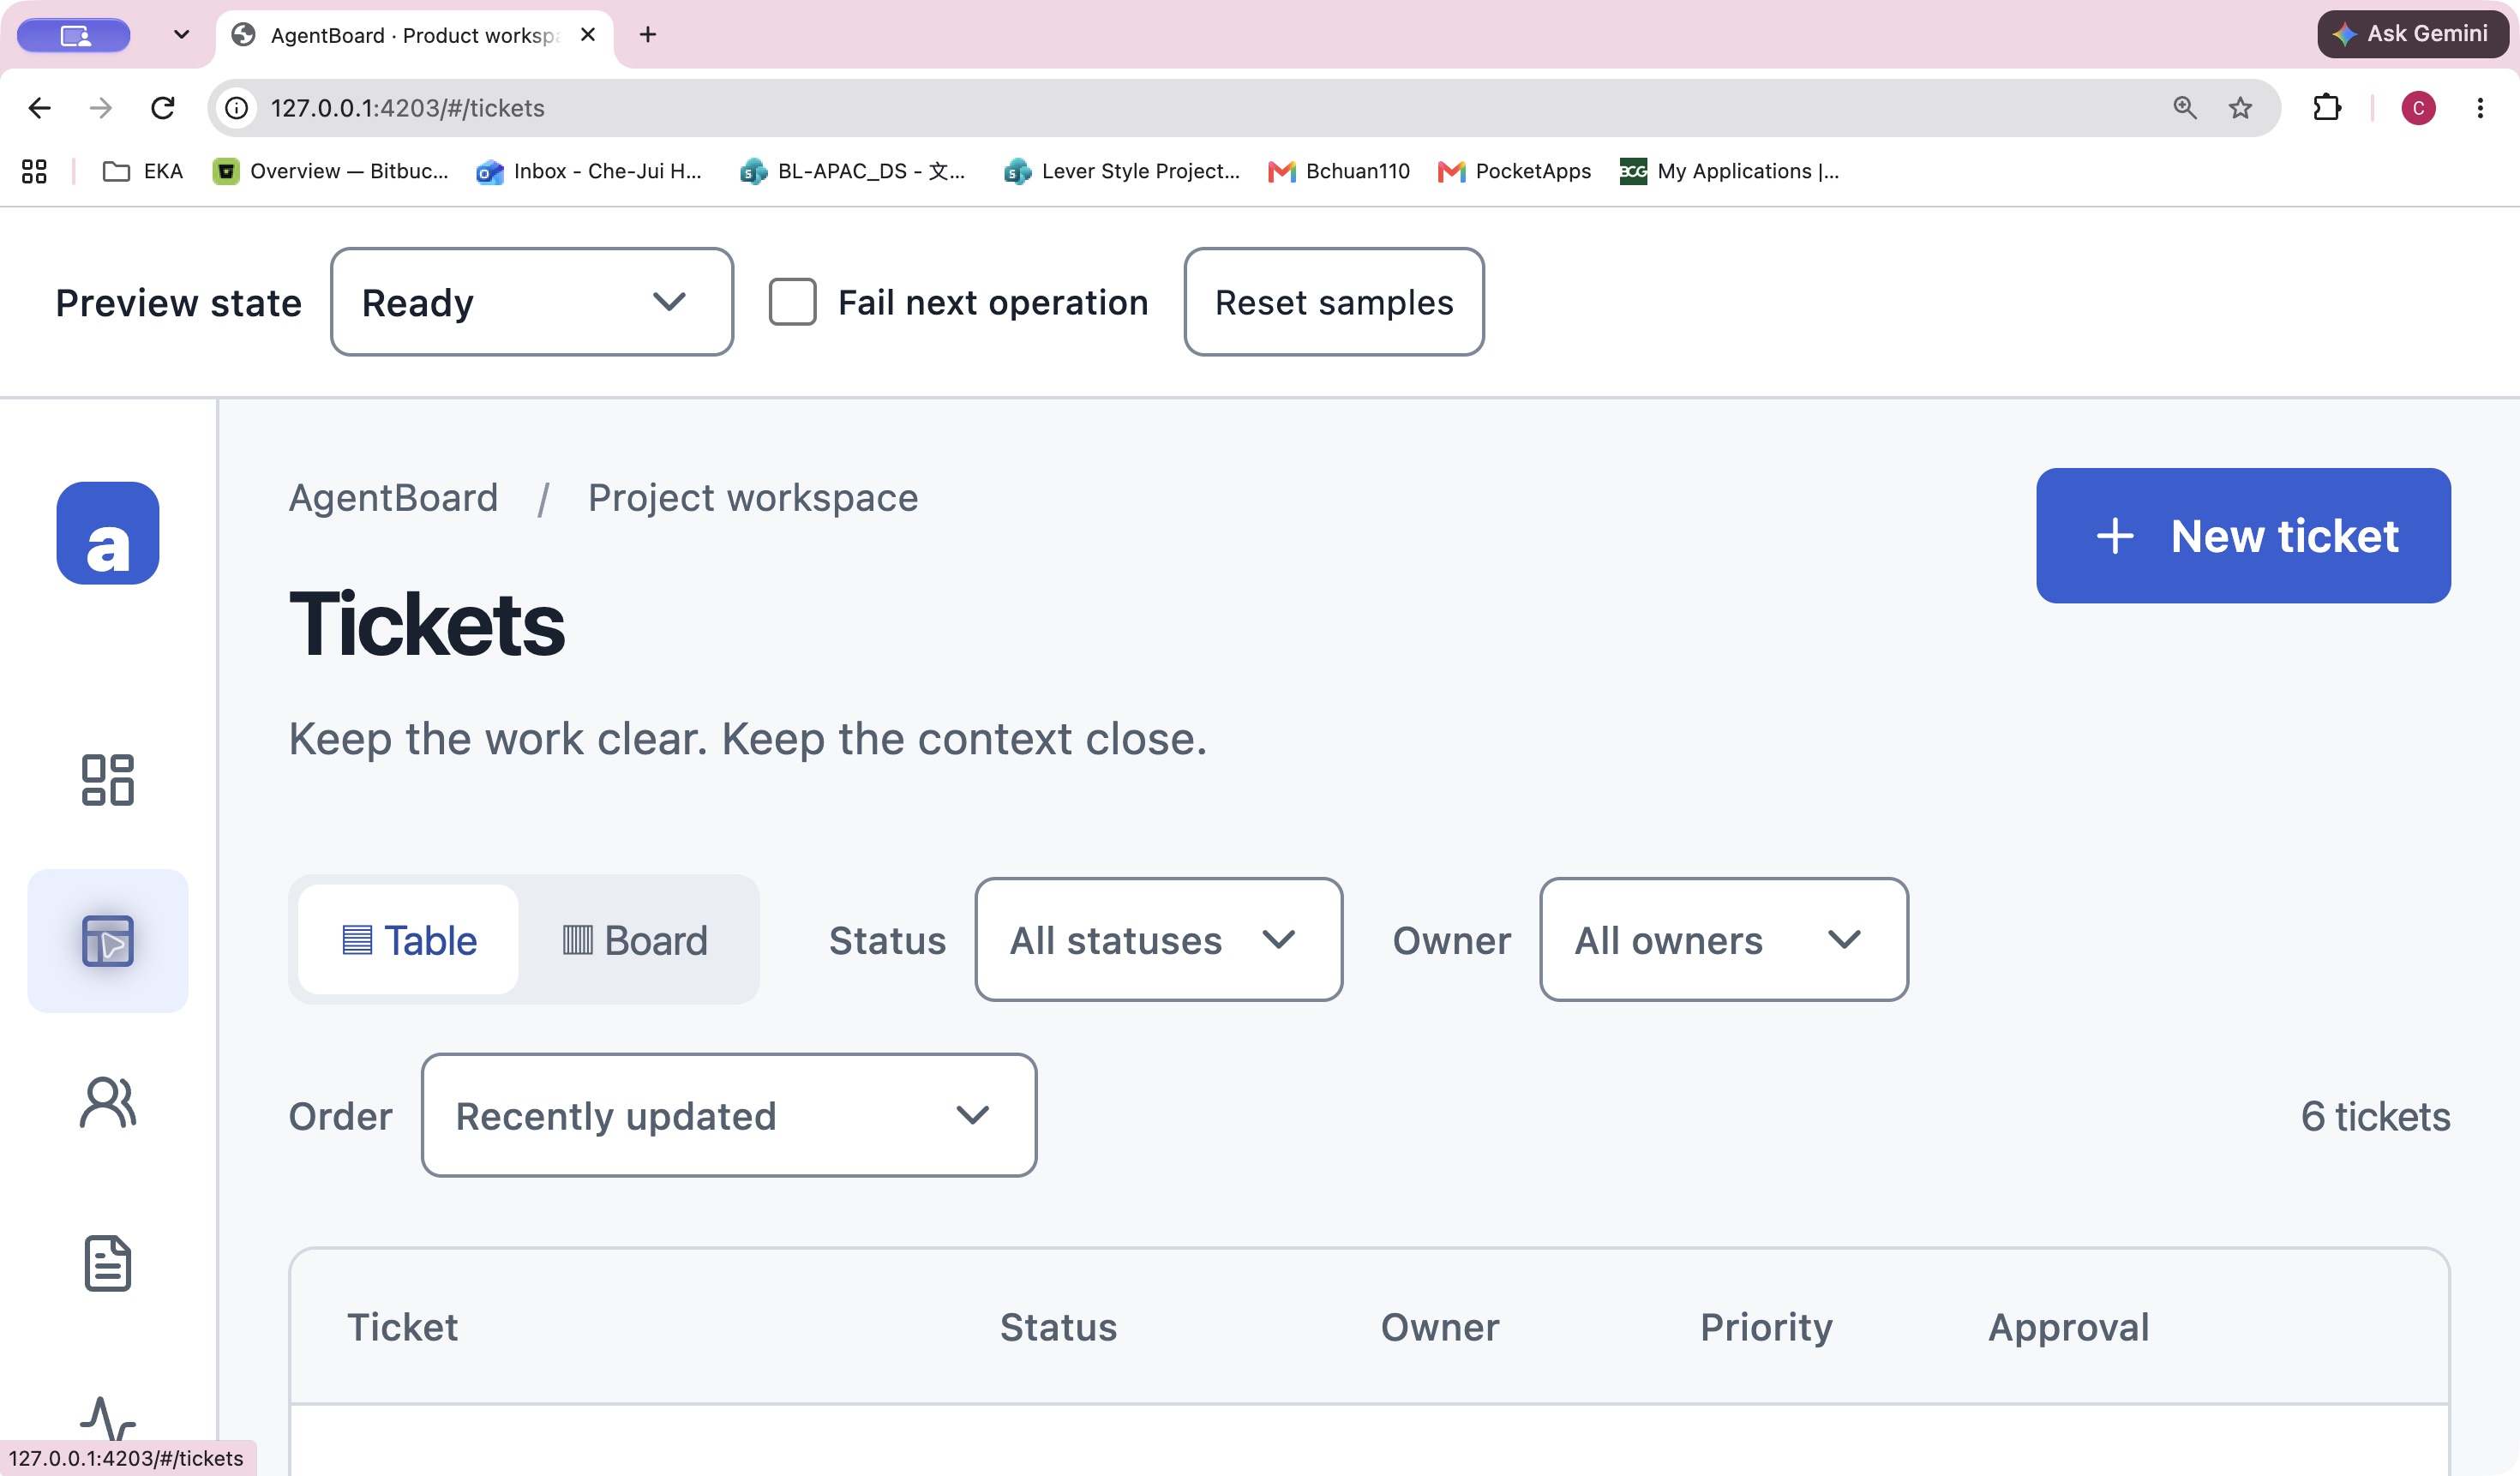 AgentBoard · Product workspa
Ask Gemini
127.0.0.1:4203/#/tickets
C
EKA
Overview — Bitbuc...
Inbox - Che-Jui H...
BL-APAC_DS - 文...
Lever Style Project...
Bchuan110
PocketApps
BCG
My Applications |...
Preview state
Ready
Fail next operation
Reset samples
a
AgentBoard / Project workspace
+ New ticket
Tickets
Keep the work clear. Keep the context close.
Table
Board
Status
All statuses
Owner
All owners
Order
Recently updated
6 tickets
Ticket Status Owner Priority Approval
127.0.0.1:4203/#/tickets